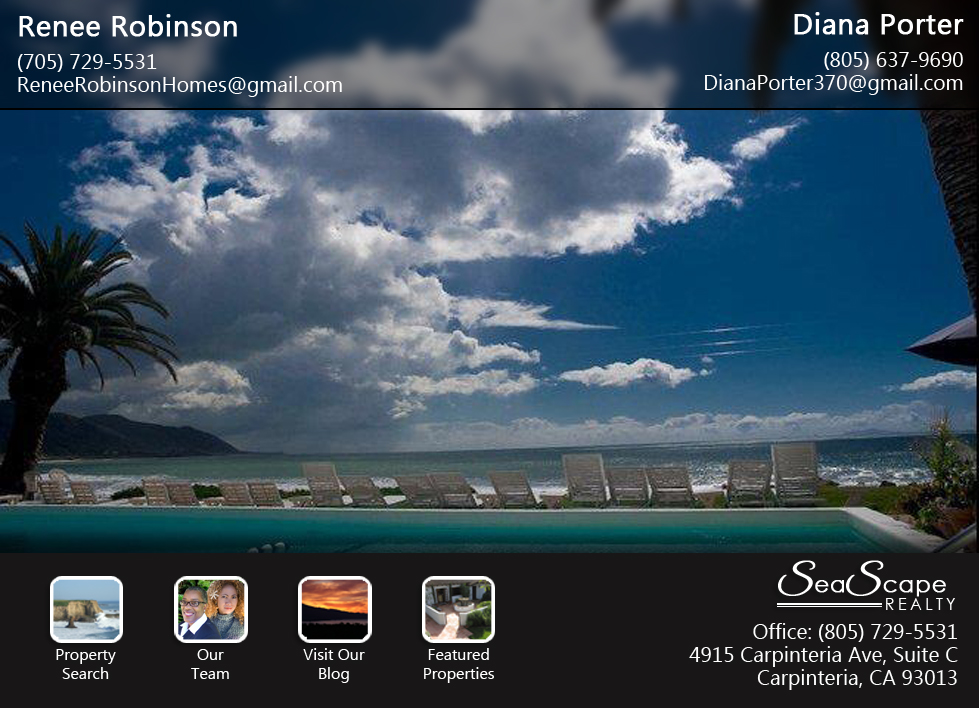 Renee Robinson
(705) 729-5531
ReneeRobinsonHomes@gmail.com
Diana Porter
(805) 637-9690
DianaPorter370@gmail.com
Property
Search
Our
Team
Visit Our
Blog
Featured
Properties
SeaScape
REALTY
Office: (805) 729-5531
4915 Carpinteria Ave, Suite C
Carpinteria, CA 93013